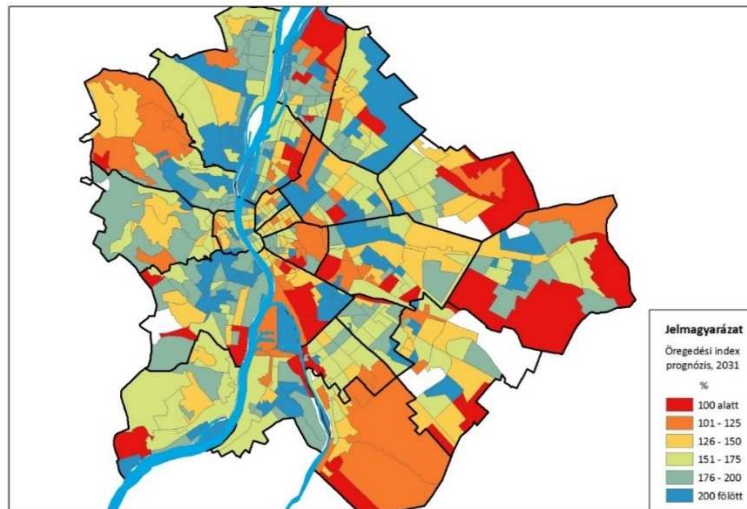 Jelmagyarázat
Öregedési index
prognózis, 2031
%
100 alatt
101 - 125
126 - 150
151 - 175
176 - 200
200 fölött